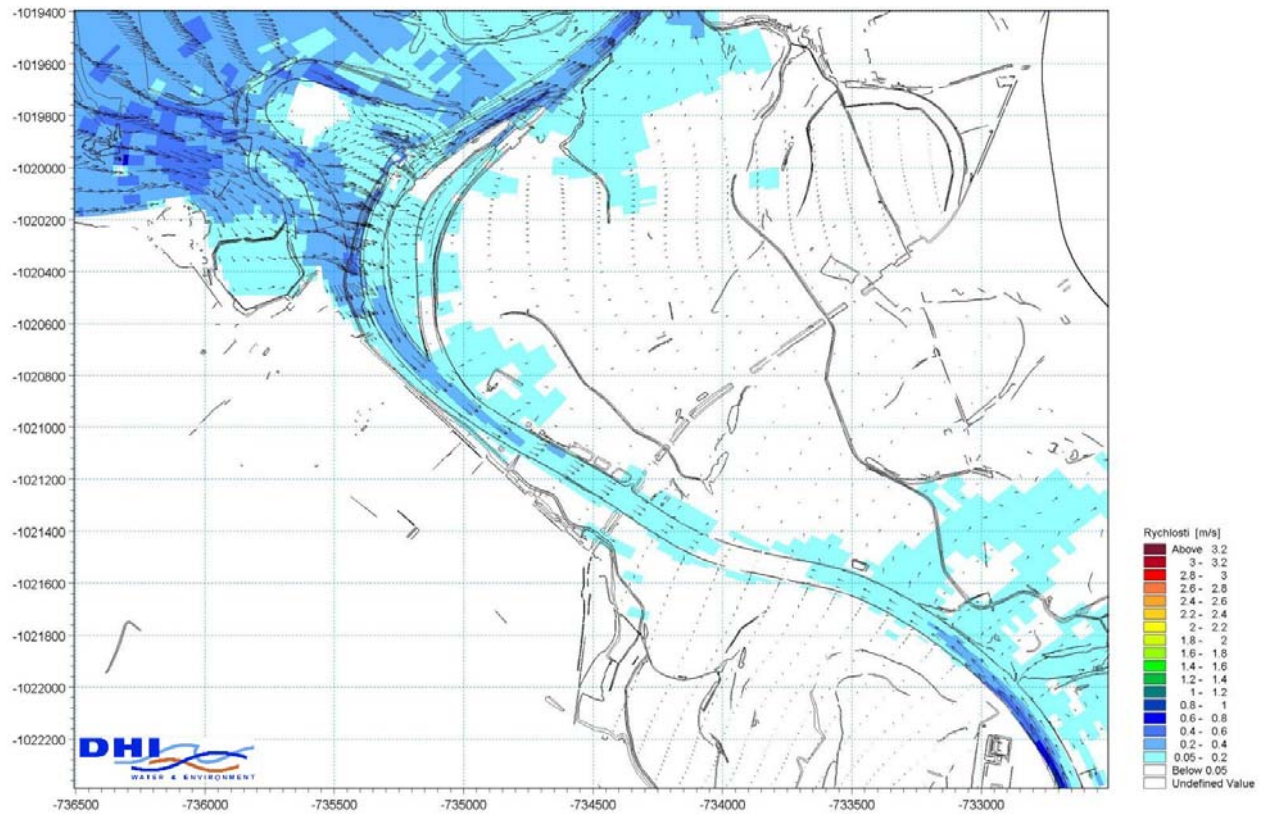 -1019400
-1019600
-1019800
-1020000
-1020200
-1020400
-1020600
-1020800
-1021000
-1021200
-1021400
-1021600
-1021800
-1022000
-1022200
DHI
WATER & ENVIRONMENT
-736500 -736000 -735500 -735000 -734500 -734000 -733500 -733000
Rychlosti [m/s]
Above 3.2
3 - 3.2
2.8 - 3
2.6 - 2.8
2.4 - 2.6
2.2 - 2.4
2 - 2.2
1.8 - 2
1.6 - 1.8
1.4 - 1.6
1.2 - 1.4
1 - 1.2
0.8 - 1
0.6 - 0.8
0.4 - 0.6
0.2 - 0.4
0.05 - 0.2
Below 0.05
Undefined Value